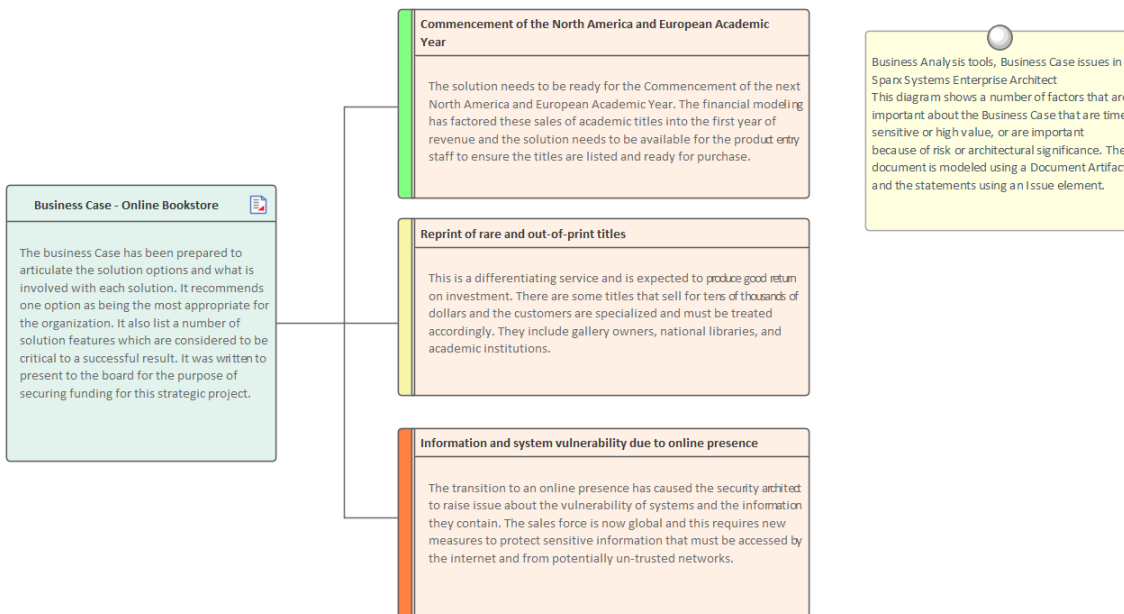 Commencement of the North America and European Academic
Year
The solution needs to be ready for the Commencement of the next
North America and European Academic Year. The financial modeling
has factored these sales of academic titles into the first year of
revenue and the solution needs to be available for the product entry
staff to ensure the titles are listed and ready for purchase.
Business Analysis tools, Business Case issues in
Sparx Systems Enterprise Architect
This diagram shows a number of factors that are
important about the Business Case that are time
sensitive or high value, or are important
because of risk or architectural significance. The
document is modeled using a Document Artifact
and the statements using an Issue element.
Business Case - Online Bookstore
The business Case has been prepared to
articulate the solution options and what is
involved with each solution. It recommends
one option as being the most appropriate for
the organization. It also list a number of
solution features which are considered to be
critical to a successful result. It was written to
present to the board for the purpose of
securing funding for this strategic project.
Reprint of rare and out-of-print titles
This is a differentiating service and is expected to produce good return
on investment. There are some titles that sell for tens of thousands of
dollars and the customers are specialized and must be treated
accordingly. They include gallery owners, national libraries, and
academic institutions.
Information and system vulnerability due to online presence
The transition to an online presence has caused the security architect
to raise issue about the vulnerability of systems and the information
they contain. The sales force is now global and this requires new
measures to protect sensitive information that must be accessed by
the internet and from potentially un-trusted networks.